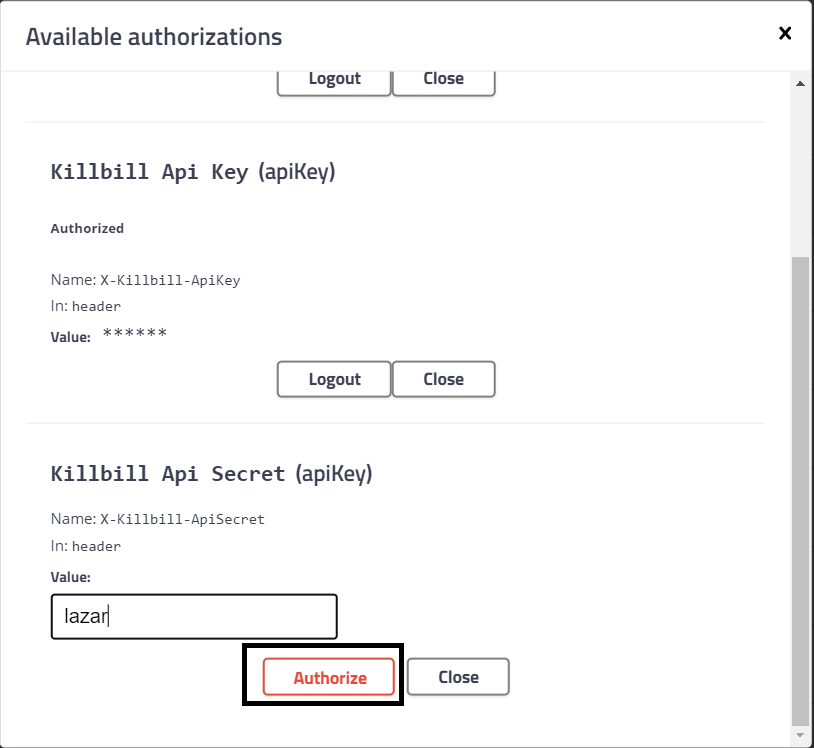 Available authorizations
Logout Close
Killbill Api Key (apiKey)
Authorized
Name: X-Killbill-ApiKey
In: header
Value: ******
Logout Close
Killbill Api Secret (apiKey)
Name: X-Killbill-ApiSecret
In: header
Value:
lazar
Authorize Close